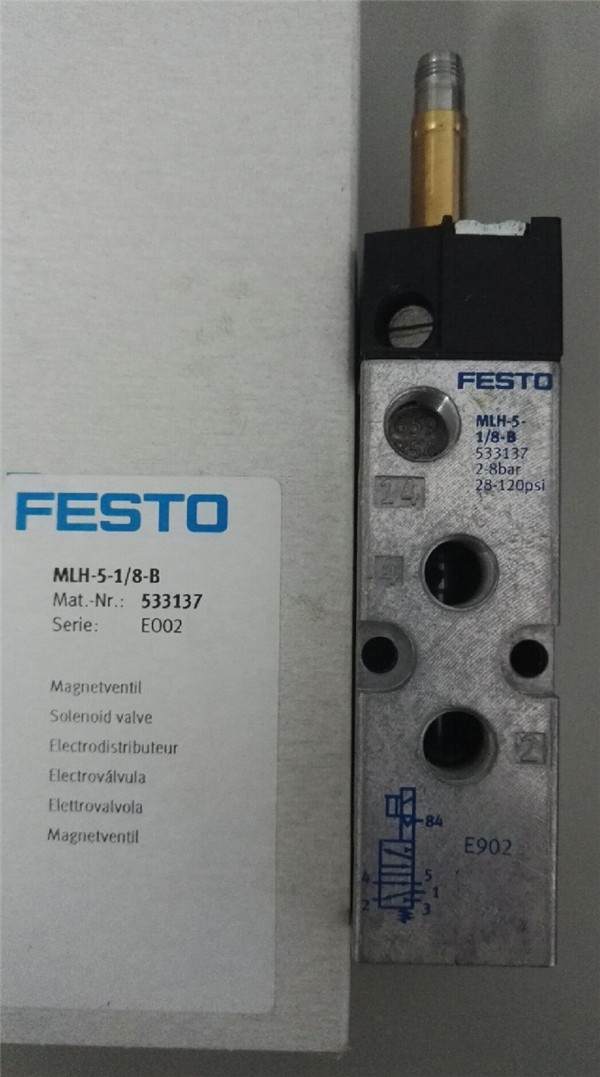 FESTO
MLH-5-1/8-B
Mat.-Nr.: 533137
Serie: E002
Magnetventil
Solenoid valve
Electrodistributeur
Electroválvula
Elettrovalvola
Magnetventil
FESTO
MLH-5-
1/8-B
533137
2-8bar
28-120psi
24
4
2
84
4 5
1
2 3
E902